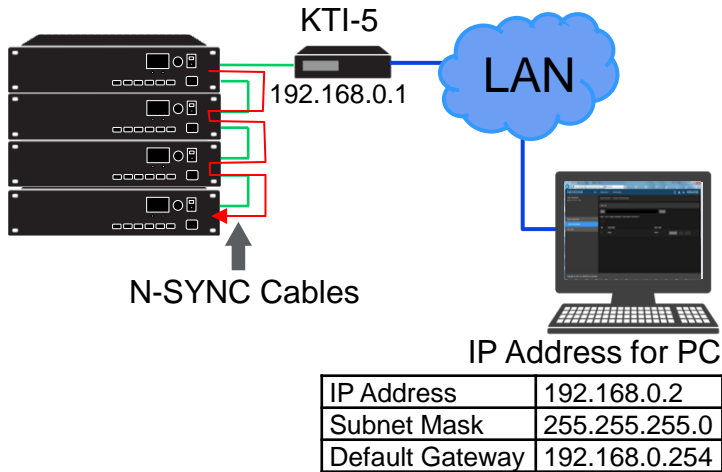 KTI-5
192.168.0.1
LAN
N-SYNC Cables
IP Address for PC
IP Address 192.168.0.2
Subnet Mask 255.255.255.0
Default Gateway 192.168.0.254